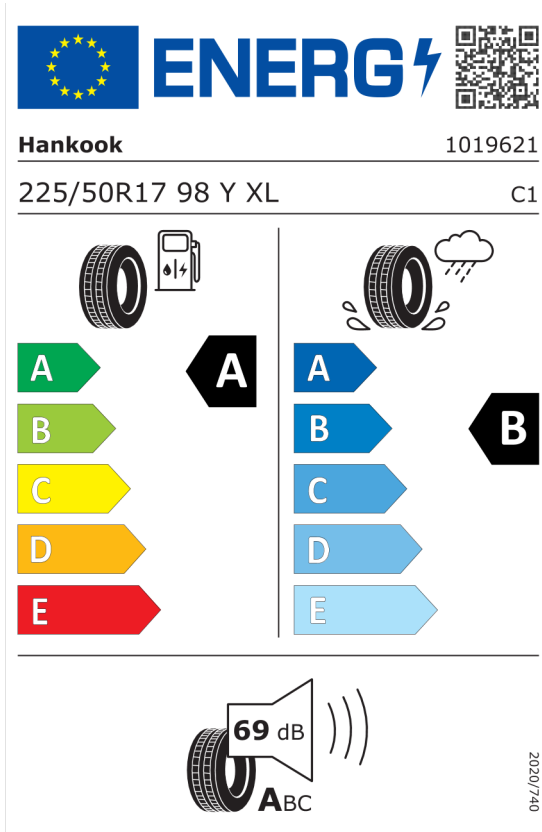 ENERG
Hankook 1019621
225/50R17 98 Y XL C1
A A
B
C
D
E
A
B B
C
D
E
69 dB
ABC
2020/740